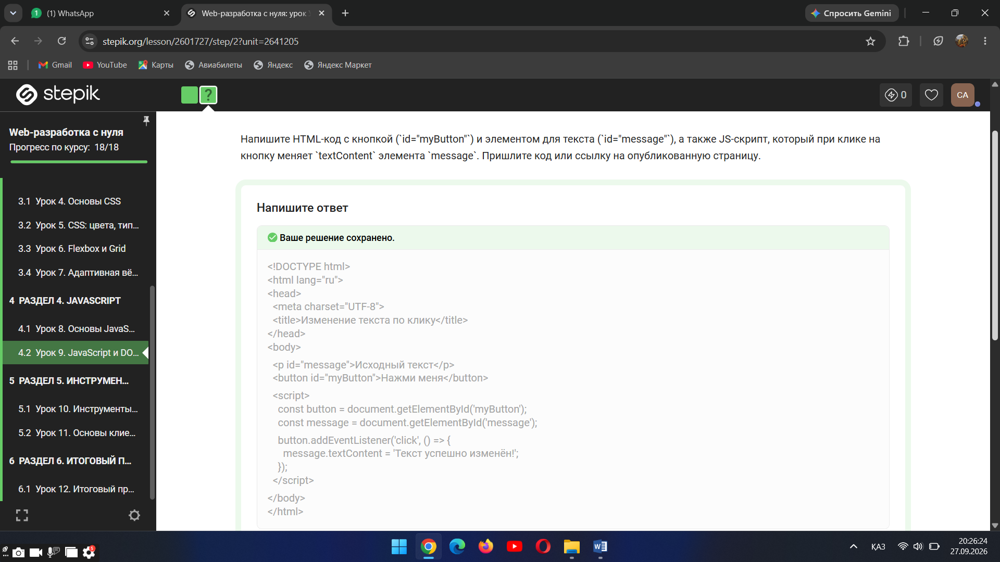 (1) WhatsApp
Web-разработка с нуля: урок
Спросить Gemini
stepik.org/lesson/2601727/step/2?unit=2641205
Gmail
YouTube
Карты
Авиабилеты
Яндекс
Яндекс Маркет
stepik
?
0
CA
Web-разработка с нуля
Прогресс по курсу: 18/18
3.1 Урок 4. Основы CSS
3.2 Урок 5. CSS: цвета, тип...
3.3 Урок 6. Flexbox и Grid
3.4 Урок 7. Адаптивная вё...
4 РАЗДЕЛ 4. JAVASCRIPT
4.1 Урок 8. Основы JavaS...
4.2 Урок 9. JavaScript и DO...
5 РАЗДЕЛ 5. ИНСТРУМЕН...
5.1 Урок 10. Инструменты...
5.2 Урок 11. Основы клие...
6 РАЗДЕЛ 6. ИТОГОВЫЙ П...
6.1 Урок 12. Итоговый пр...
Напишите HTML-код с кнопкой (`id="myButton"`) и элементом для текста (`id="message"`), а также JS-скрипт, который при клике на
кнопку меняет `textContent` элемента `message`. Пришлите код или ссылку на опубликованную страницу.
Напишите ответ
Ваше решение сохранено.
<!DOCTYPE html>
<html lang="ru">
<head>
<meta charset="UTF-8">
<title>Изменение текста по клику</title>
</head>
<body>
<p id="message">Исходный текст</p>
<button id="myButton">Нажми меня</button>
<script>
const button = document.getElementById('myButton');
const message = document.getElementById('message');
button.addEventListener('click', () => {
message.textContent = 'Текст успешно изменён!';
});
</script>
</body>
</html>
5
ҚАЗ
20:26:24
27.09.2026